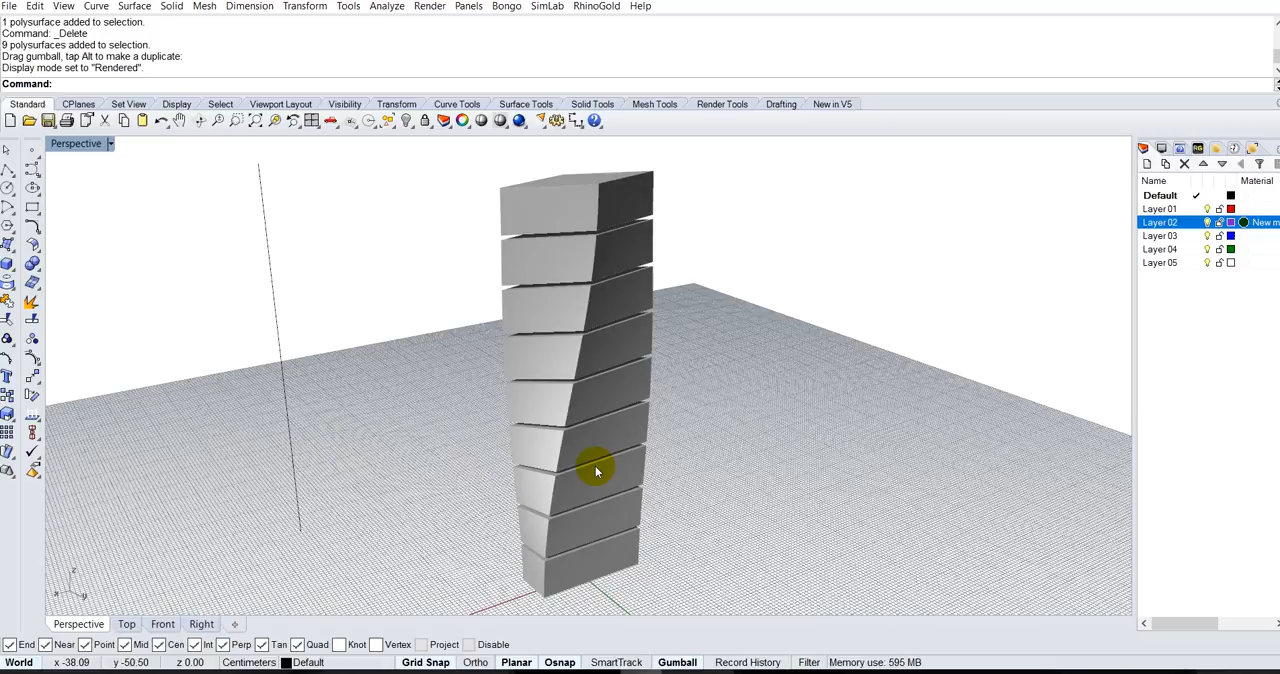 File Edit View Curve Surface Solid Mesh Dimension Transform Tools Analyze Render Panels Bongo SimLab RhinoGold Help
1 polysurface added to selection.
Command: _Delete
9 polysurfaces added to selection.
Drag gumball, tap Alt to make a duplicate:
Display mode set to "Rendered".
Command:
Standard CPlanes Set View Display Select Viewport Layout Visibility Transform Curve Tools Surface Tools Solid Tools Mesh Tools Render Tools Drafting New in V5
Perspective
RG
Name Material
Default
Layer 01
Layer 02 New m
Layer 03
Layer 04
Layer 05
z
x y
Perspective Top Front Right
End Near Point Mid Cen Int Perp Tan Quad Knot Vertex Project Disable
World x -38.09 y -50.50 z 0.00 Centimeters Default Grid Snap Ortho Planar Osnap SmartTrack Gumball Record History Filter Memory use: 595 MB